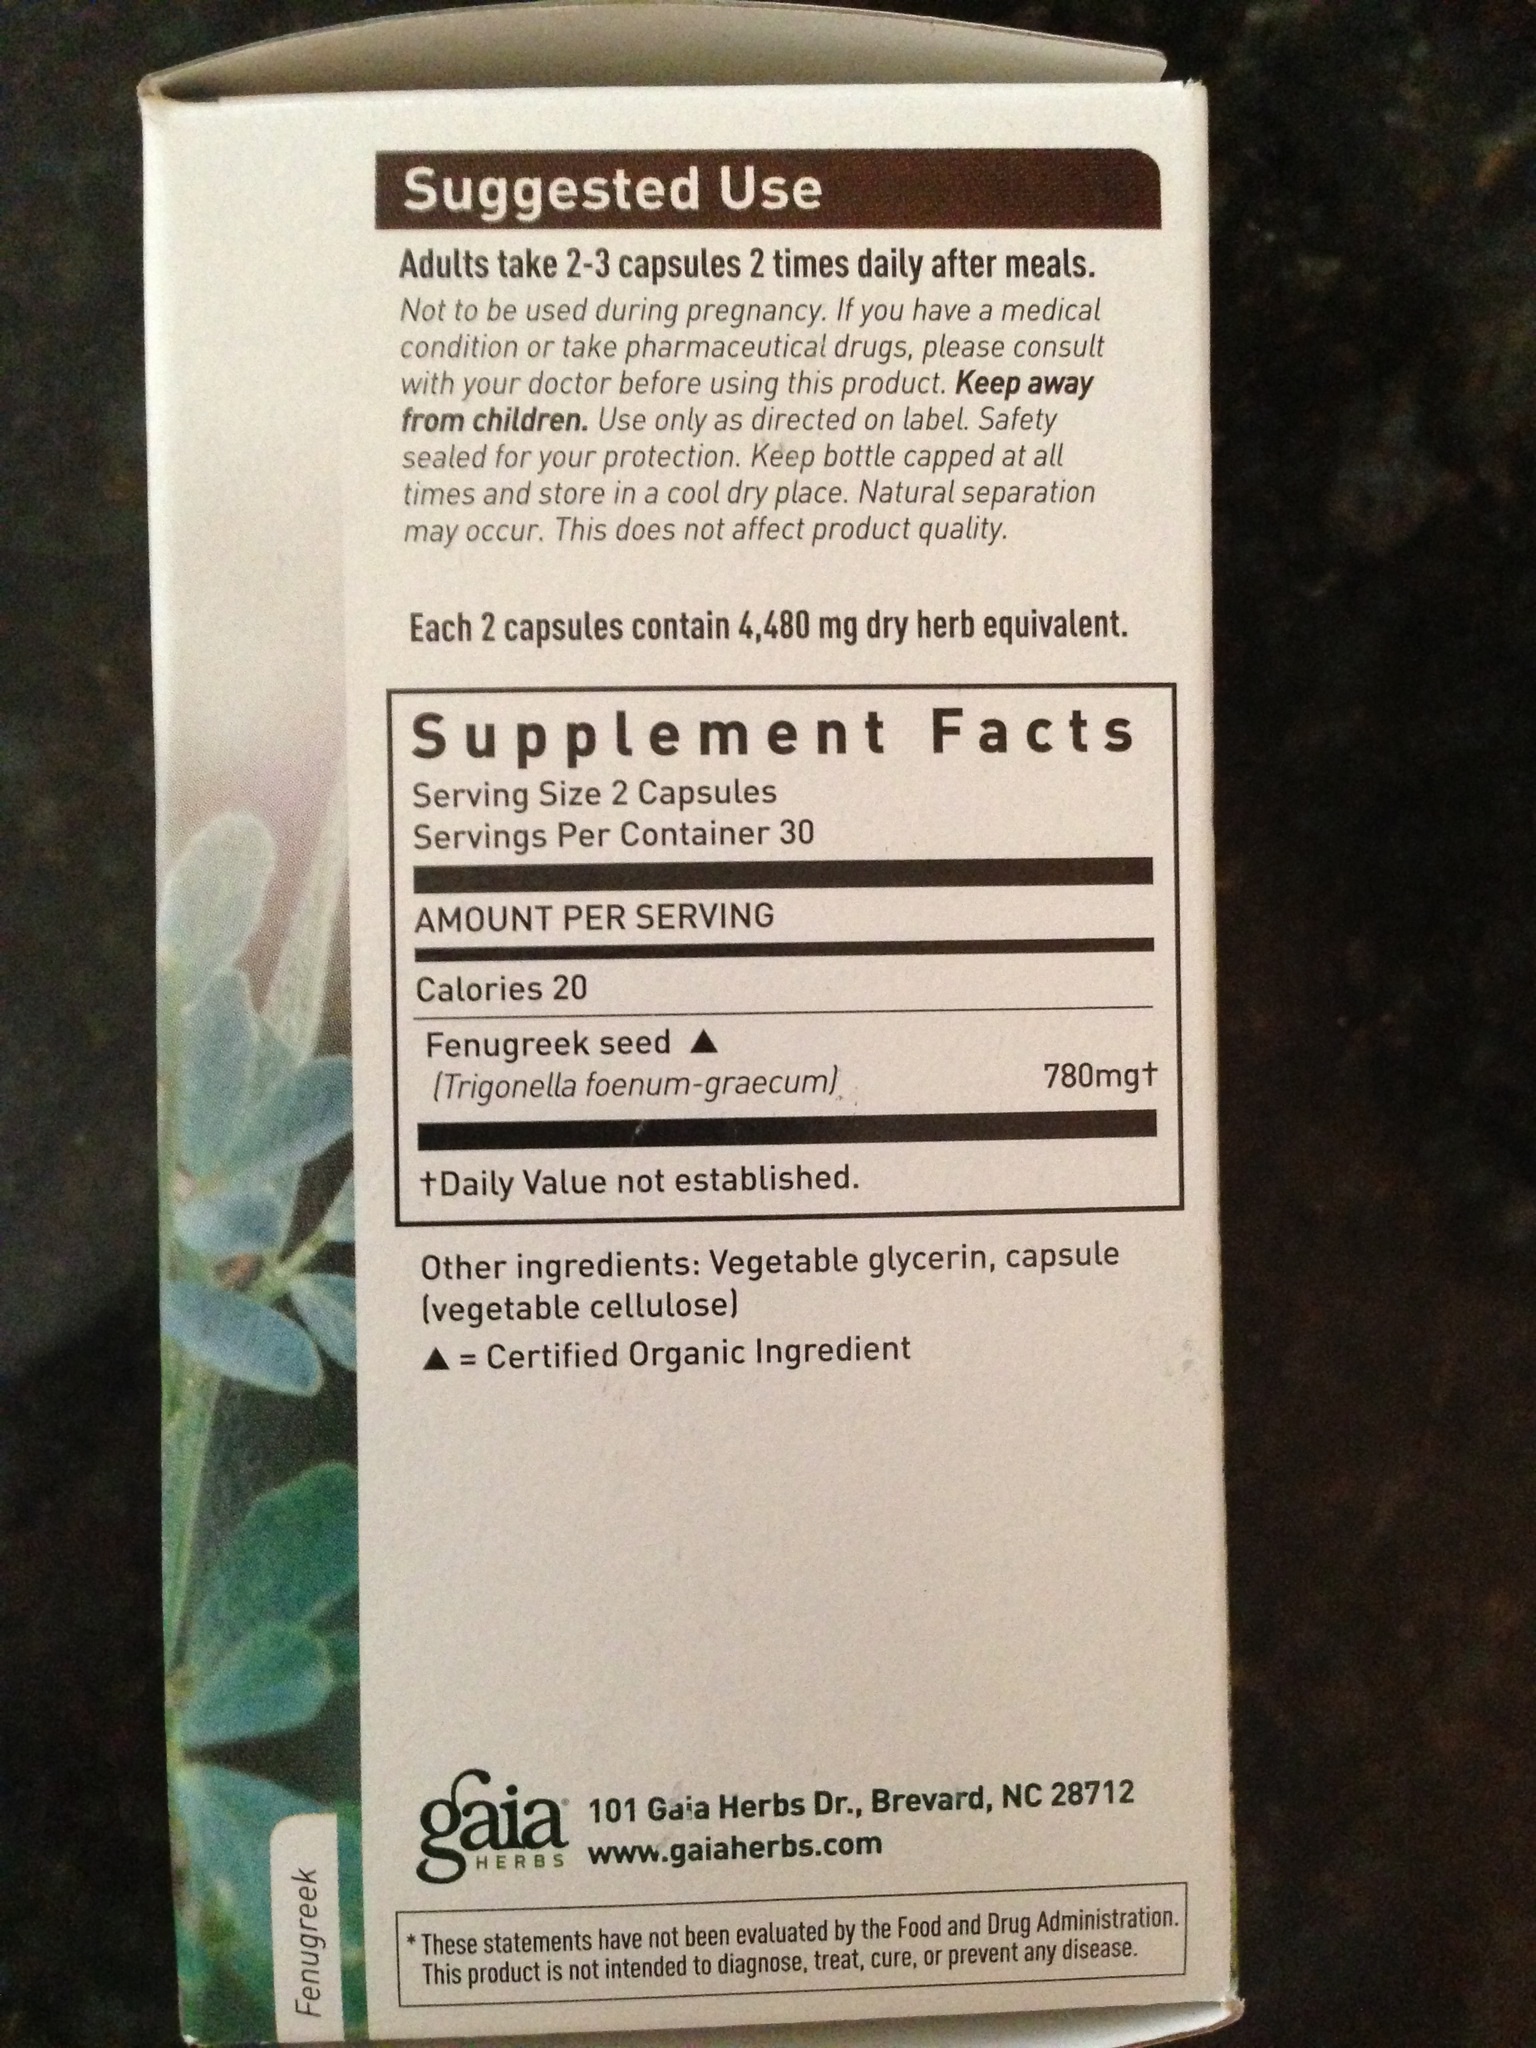 Suggested Use
Adults take 2-3 capsules 2 times daily after meals.
Not to be used during pregnancy. If you have a medical
condition or take pharmaceutical drugs, please consult
with your doctor before using this product. Keep away
from children. Use only as directed on label. Safety
sealed for your protection. Keep bottle capped at all
times and store in a cool dry place. Natural separation
may occur. This does not affect product quality.
Each 2 capsules contain 4,480 mg dry herb equivalent.
Supplement Facts
Serving Size 2 Capsules
Servings Per Container 30
AMOUNT PER SERVING
Calories 20
Fenugreek seed ▲
(Trigonella foenum-graecum) 780mg†
†Daily Value not established.
Other ingredients: Vegetable glycerin, capsule
(vegetable cellulose)
▲ = Certified Organic Ingredient
gaia®
HERBS
101 Gaia Herbs Dr., Brevard, NC 28712
www.gaiaherbs.com
* These statements have not been evaluated by the Food and Drug Administration.
This product is not intended to diagnose, treat, cure, or prevent any disease.
Fenugreek